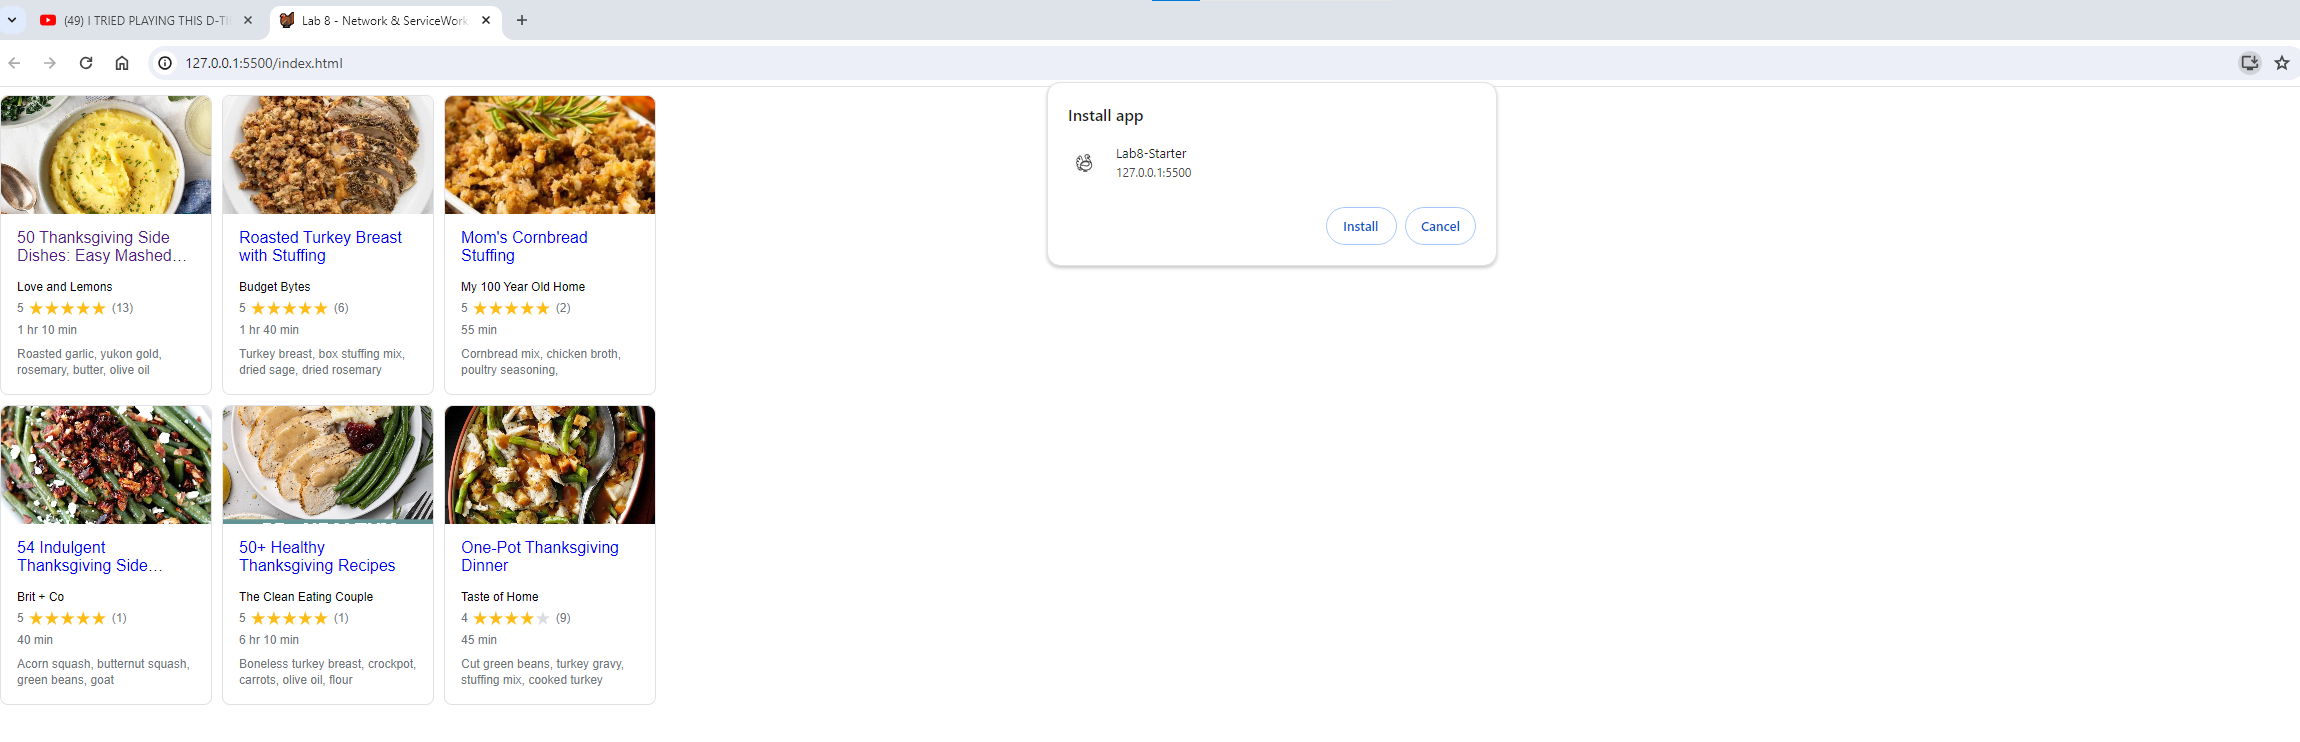 (49) I TRIED PLAYING THIS D-TI
Lab 8 - Network & ServiceWork
127.0.0.1:5500/index.html
Install app
Lab8-Starter
127.0.0.1:5500
Install
Cancel
50 Thanksgiving Side
Dishes: Easy Mashed…
Love and Lemons
5 ★★★★★ (13)
1 hr 10 min
Roasted garlic, yukon gold,
rosemary, butter, olive oil
Roasted Turkey Breast
with Stuffing
Budget Bytes
5 ★★★★★ (6)
1 hr 40 min
Turkey breast, box stuffing mix,
dried sage, dried rosemary
Mom's Cornbread
Stuffing
My 100 Year Old Home
5 ★★★★★ (2)
55 min
Cornbread mix, chicken broth,
poultry seasoning,
54 Indulgent
Thanksgiving Side…
Brit + Co
5 ★★★★★ (1)
40 min
Acorn squash, butternut squash,
green beans, goat
50+ Healthy
Thanksgiving Recipes
The Clean Eating Couple
5 ★★★★★ (1)
6 hr 10 min
Boneless turkey breast, crockpot,
carrots, olive oil, flour
One-Pot Thanksgiving
Dinner
Taste of Home
4 ★★★★★ (9)
45 min
Cut green beans, turkey gravy,
stuffing mix, cooked turkey